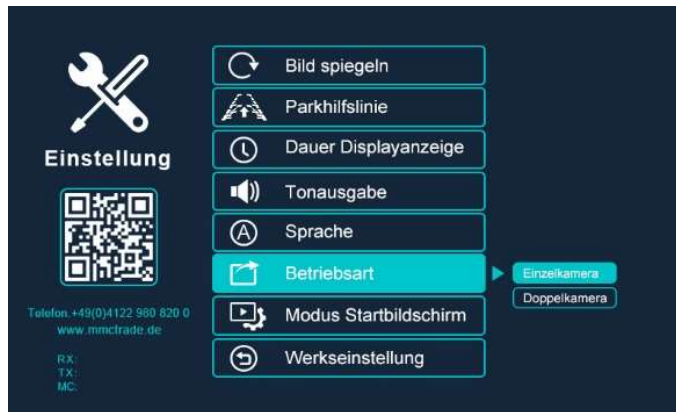 Einstellung
Telefon.+49(0)4122 980 820 0
www.mmctrade.de
RX:
TX:
MC:
Bild spiegeln
Parkhilfslinie
Dauer Displayanzeige
Tonausgabe
Sprache
Betriebsart
Einzelkamera
Doppelkamera
Modus Startbildschirm
Werkseinstellung